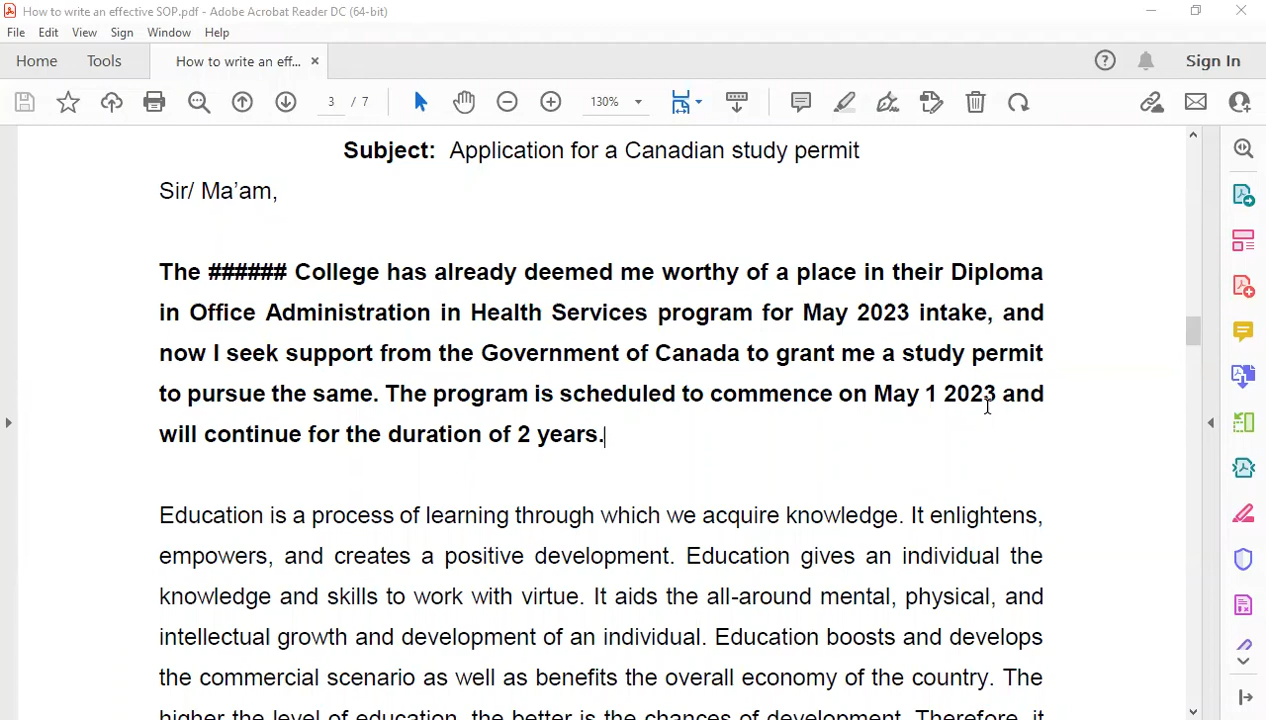 How to write an effective SOP.pdf - Adobe Acrobat Reader DC (64-bit)
File Edit View Sign Window Help
Home Tools How to write an eff... × Sign In
3 / 7 130%
Subject: Application for a Canadian study permit
Sir/ Ma’am,
The ###### College has already deemed me worthy of a place in their Diploma
in Office Administration in Health Services program for May 2023 intake, and
now I seek support from the Government of Canada to grant me a study permit
to pursue the same. The program is scheduled to commence on May 1 2023 and
will continue for the duration of 2 years.
Education is a process of learning through which we acquire knowledge. It enlightens,
empowers, and creates a positive development. Education gives an individual the
knowledge and skills to work with virtue. It aids the all-around mental, physical, and
intellectual growth and development of an individual. Education boosts and develops
the commercial scenario as well as benefits the overall economy of the country. The
higher the level of education, the better is the chances of development. Therefore, it